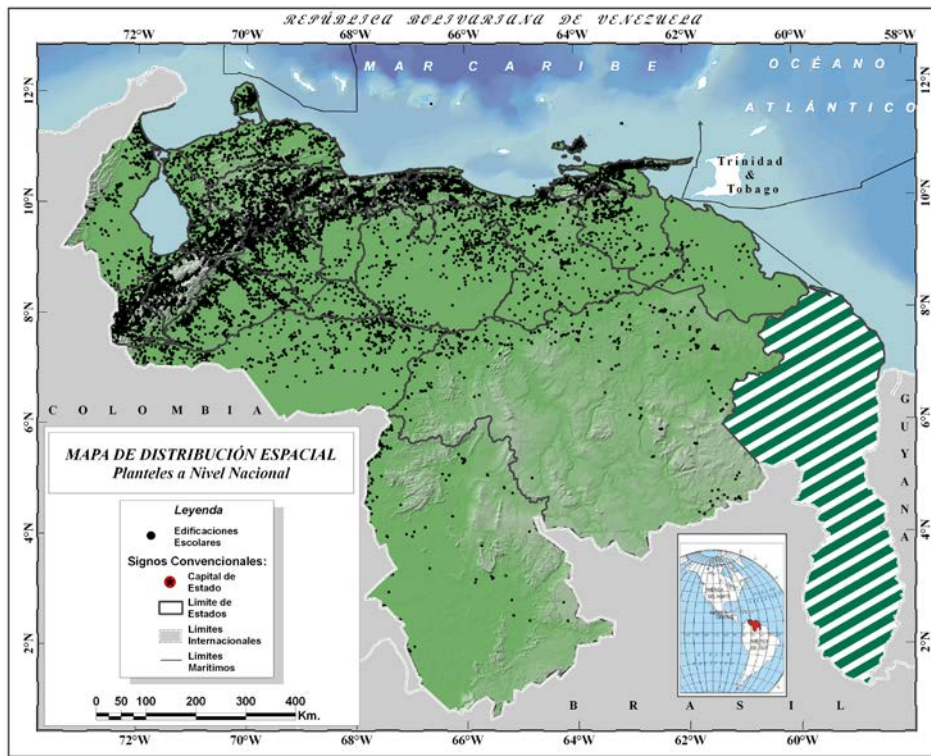 REPÚBLICA BOLIVARIANA DE VENEZUELA
72°W 70°W 68°W 66°W 64°W 62°W 60°W 58°W
MAR CARIBE
OCÉANO
ATLÁNTICO
12°N
12°N
Trinidad
&
Tobago
10°N
10°N
8°N
8°N
COLOMBIA
GUYANA
6°N
6°N
MAPA DE DISTRIBUCIÓN ESPACIAL
Planteles a Nivel Nacional
Leyenda
Edificaciones
Escolares
Signos Convencionales:
Capital de
Estado
Límite de
Estados
Límites
Internacionales
Límites
Marítimos
4°N
4°N
2°N
2°N
0 50 100 200 300 400
Km.
BRASIL
72°W 70°W 68°W 66°W 64°W 62°W 60°W